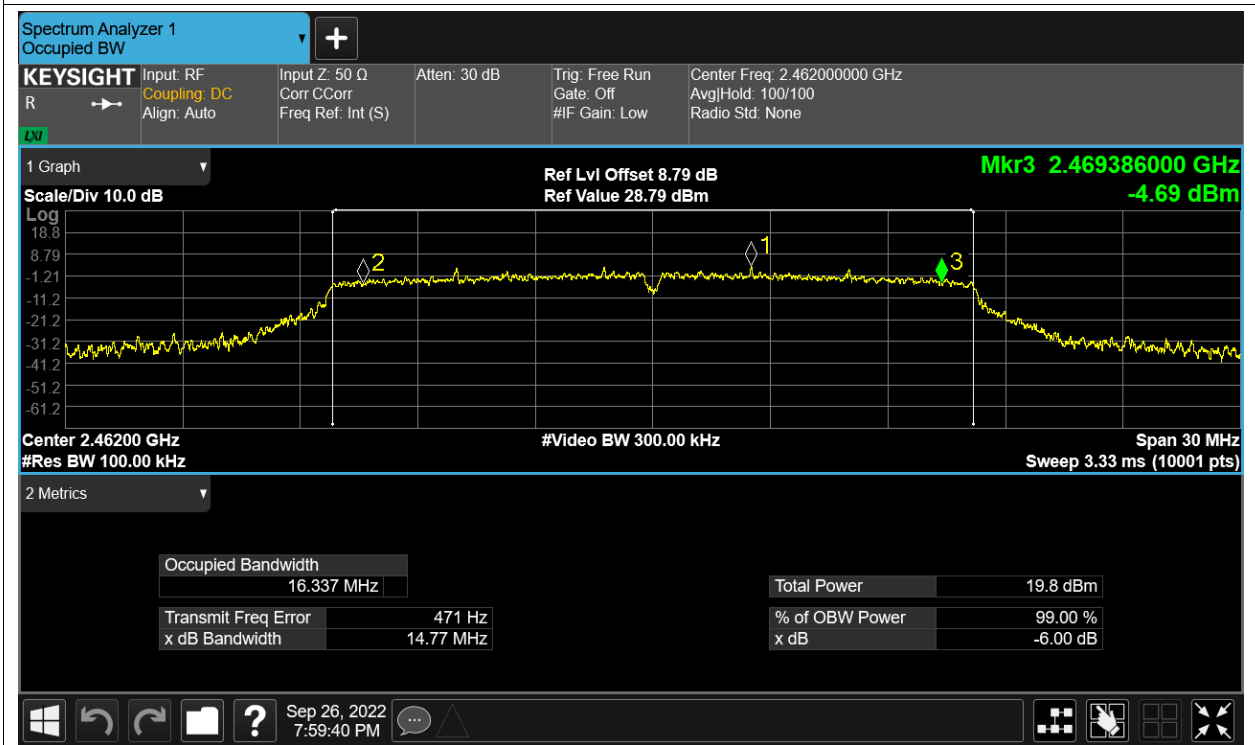 Spectrum Analyzer 1
Occupied BW
KEYSIGHT
R
LXI
Input: RF
Coupling: DC
Align: Auto
Input Z: 50 Ω
Corr CCorr
Freq Ref: Int (S)
Atten: 30 dB
Trig: Free Run
Gate: Off
#IF Gain: Low
Center Freq: 2.462000000 GHz
Avg|Hold: 100/100
Radio Std: None
1 Graph
Scale/Div 10.0 dB
Ref Lvl Offset 8.79 dB
Ref Value 28.79 dBm
Mkr3 2.469386000 GHz
-4.69 dBm
Log
18.8
8.79
-1.21
-11.2
-21.2
-31.2
-41.2
-51.2
-61.2
2
1
3
Center 2.46200 GHz
#Res BW 100.00 kHz
#Video BW 300.00 kHz
Span 30 MHz
Sweep 3.33 ms (10001 pts)
2 Metrics
Occupied Bandwidth
16.337 MHz
Transmit Freq Error 471 Hz
x dB Bandwidth 14.77 MHz
Total Power 19.8 dBm
% of OBW Power 99.00 %
x dB -6.00 dB
?
Sep 26, 2022
7:59:40 PM